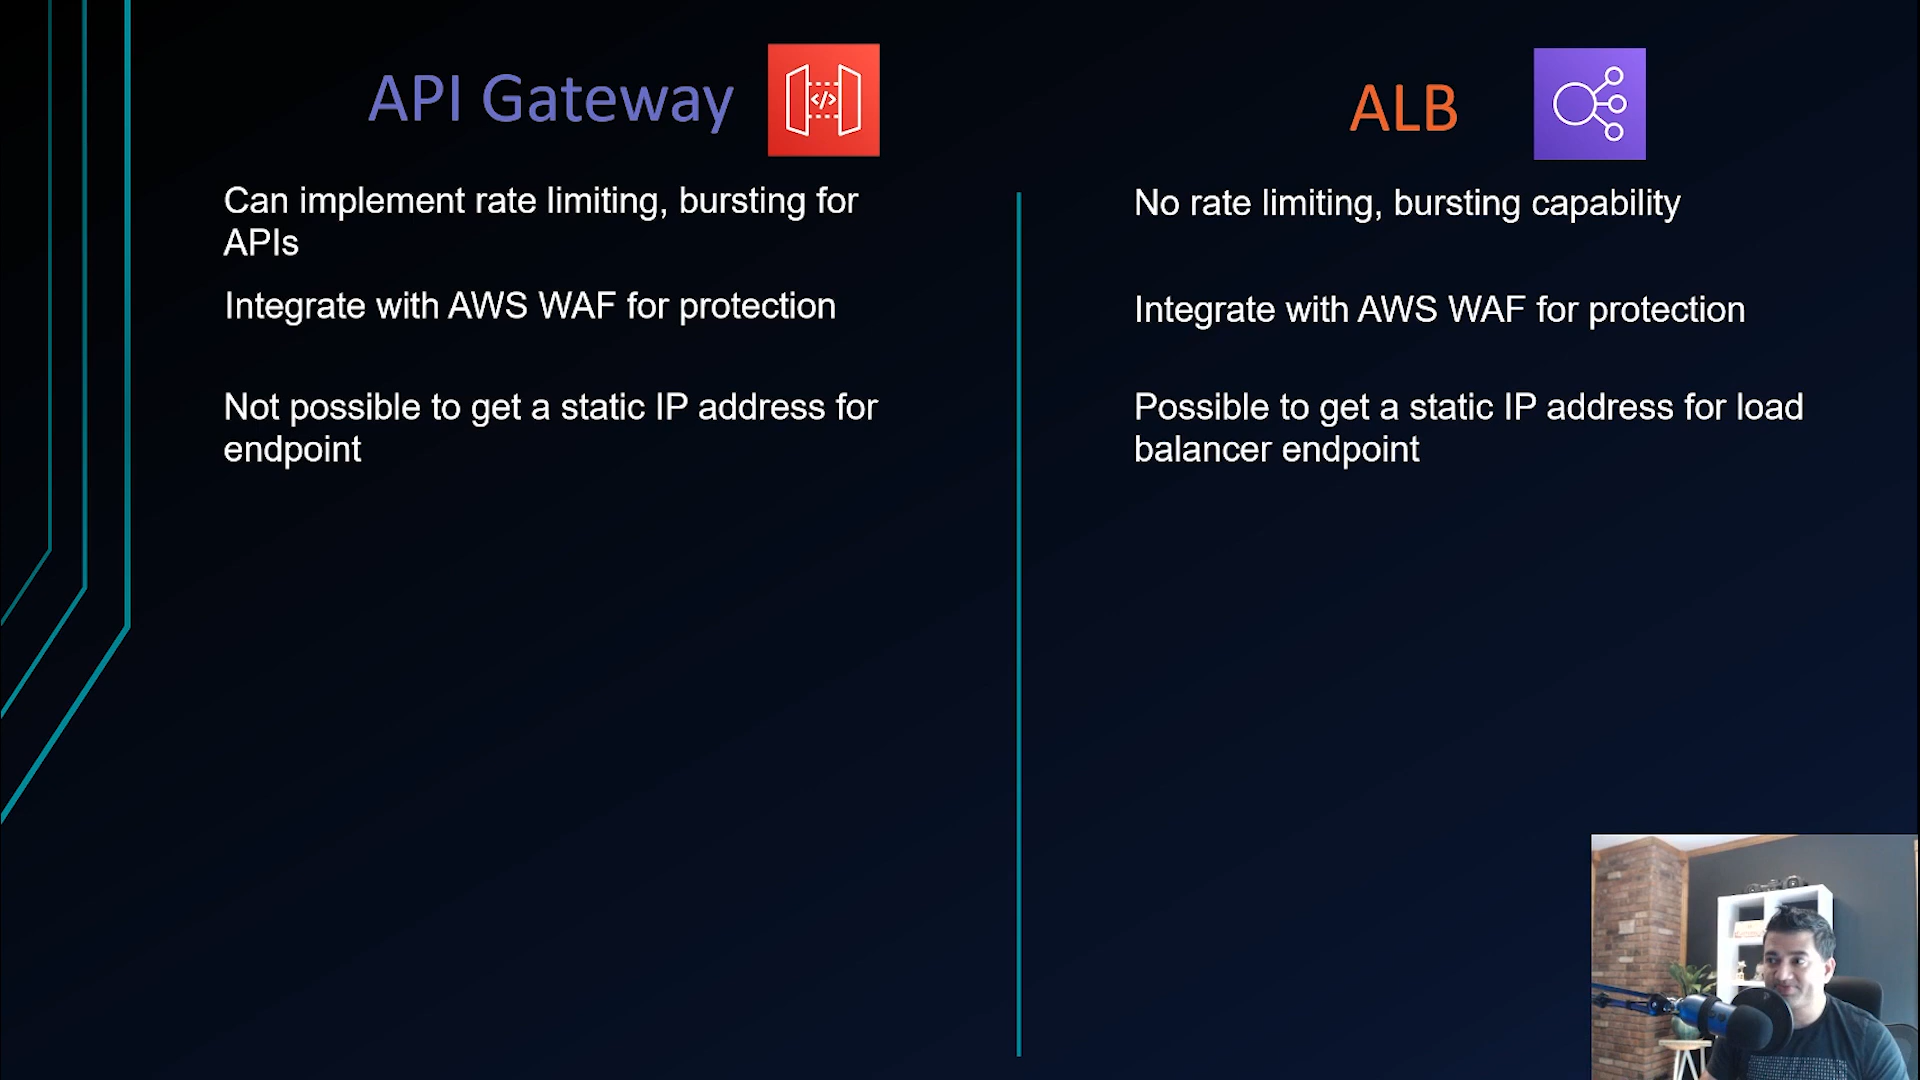 API Gateway
</>
Can implement rate limiting, bursting for
APIs
Integrate with AWS WAF for protection
Not possible to get a static IP address for
endpoint
ALB
No rate limiting, bursting capability
Integrate with AWS WAF for protection
Possible to get a static IP address for load
balancer endpoint